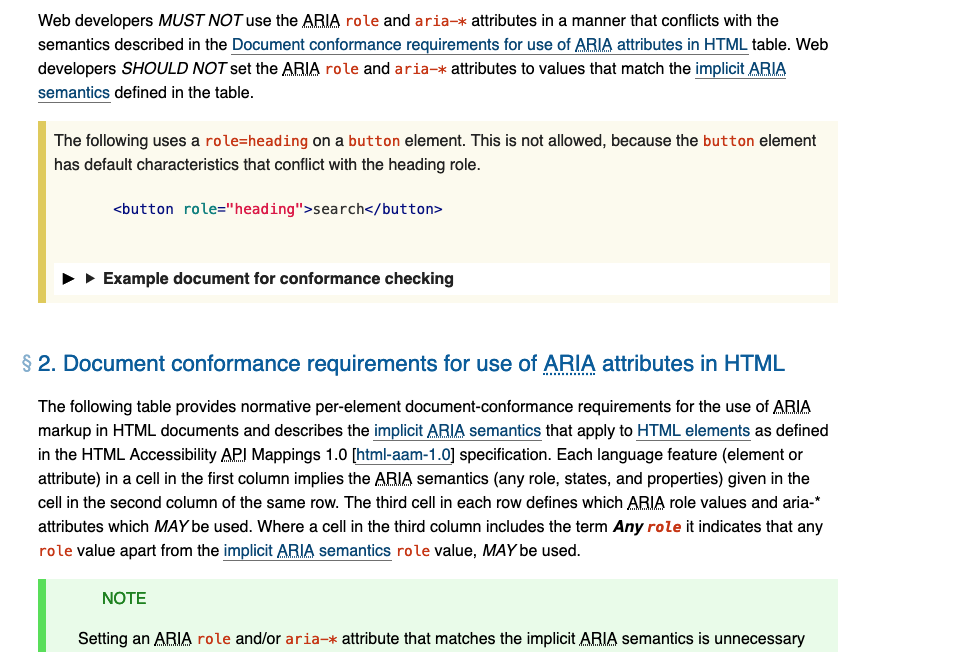 Web developers MUST NOT use the ARIA role and aria-* attributes in a manner that conflicts with the
semantics described in the Document conformance requirements for use of ARIA attributes in HTML table. Web
developers SHOULD NOT set the ARIA role and aria-* attributes to values that match the implicit ARIA
semantics defined in the table.
The following uses a role=heading on a button element. This is not allowed, because the button element
has default characteristics that conflict with the heading role.
<button role="heading">search</button>
Example document for conformance checking
§ 2. Document conformance requirements for use of ARIA attributes in HTML
The following table provides normative per-element document-conformance requirements for the use of ARIA
markup in HTML documents and describes the implicit ARIA semantics that apply to HTML elements as defined
in the HTML Accessibility API Mappings 1.0 [html-aam-1.0] specification. Each language feature (element or
attribute) in a cell in the first column implies the ARIA semantics (any role, states, and properties) given in the
cell in the second column of the same row. The third cell in each row defines which ARIA role values and aria-*
attributes which MAY be used. Where a cell in the third column includes the term Any role it indicates that any
role value apart from the implicit ARIA semantics role value, MAY be used.
NOTE
Setting an ARIA role and/or aria-* attribute that matches the implicit ARIA semantics is unnecessary